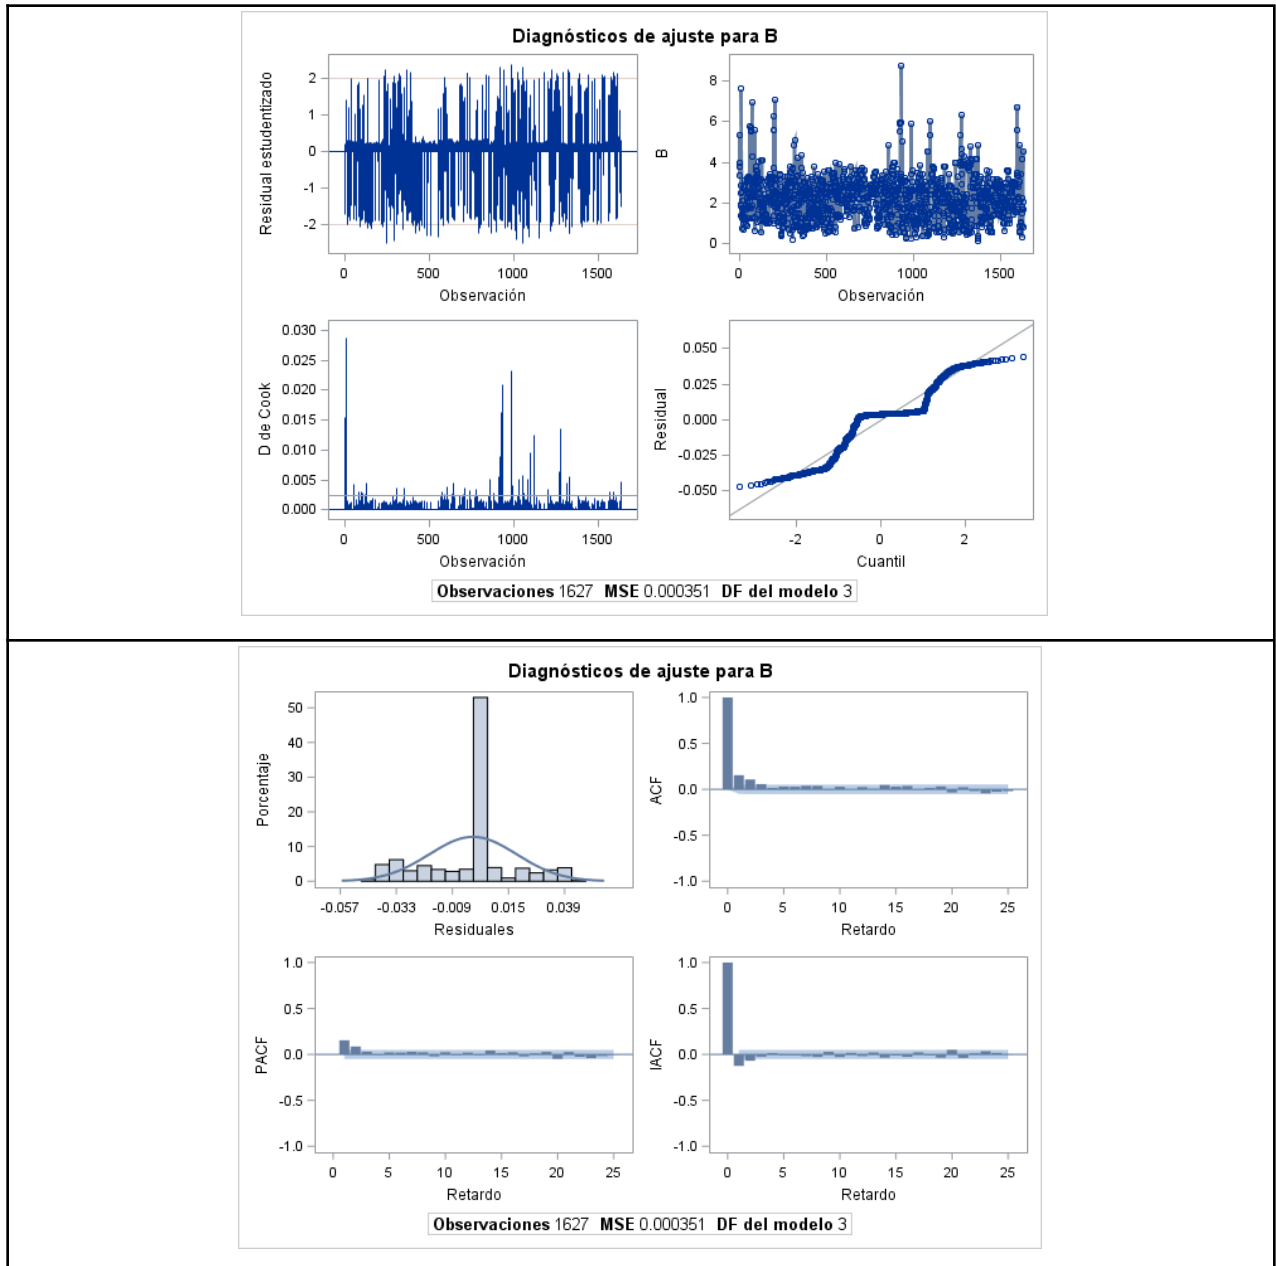 Diagnósticos de ajuste para B
Residual estudentizado
2
1
0
-1
-2
0 500 1000 1500
Observación
B
8
6
4
2
0
0 500 1000 1500
Observación
D de Cook
0.030
0.025
0.020
0.015
0.010
0.005
0.000
0 500 1000 1500
Observación
Residual
0.050
0.025
0.000
-0.025
-0.050
-2 0 2
Cuantil
Observaciones 1627 MSE 0.000351 DF del modelo 3
Diagnósticos de ajuste para B
Porcentaje
50
40
30
20
10
0
-0.057 -0.033 -0.009 0.015 0.039
Residuales
ACF
1.0
0.5
0.0
-0.5
-1.0
0 5 10 15 20 25
Retardo
PACF
1.0
0.5
0.0
-0.5
-1.0
0 5 10 15 20 25
Retardo
IACF
1.0
0.5
0.0
-0.5
-1.0
0 5 10 15 20 25
Retardo
Observaciones 1627 MSE 0.000351 DF del modelo 3